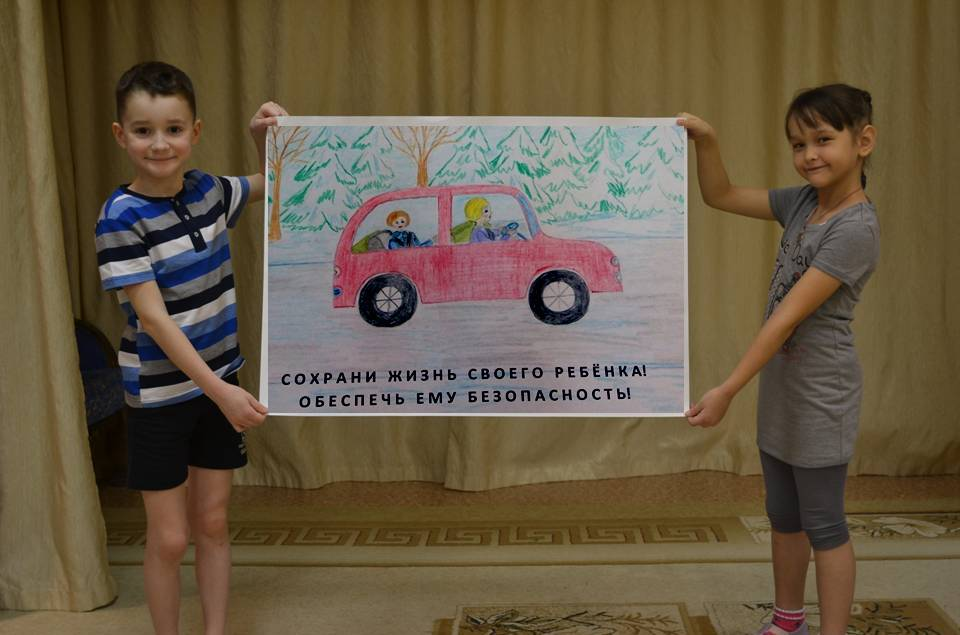 СОХРАНИ ЖИЗНЬ СВОЕГО РЕБЁНКА!
ОБЕСПЕЧЬ ЕМУ БЕЗОПАСНОСТЬ!